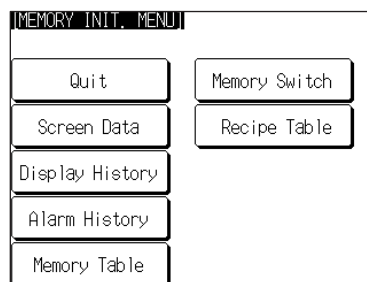 [MEMORY INIT. MENU]
Quit
Screen Data
Display History
Alarm History
Memory Table
Memory Switch
Recipe Table